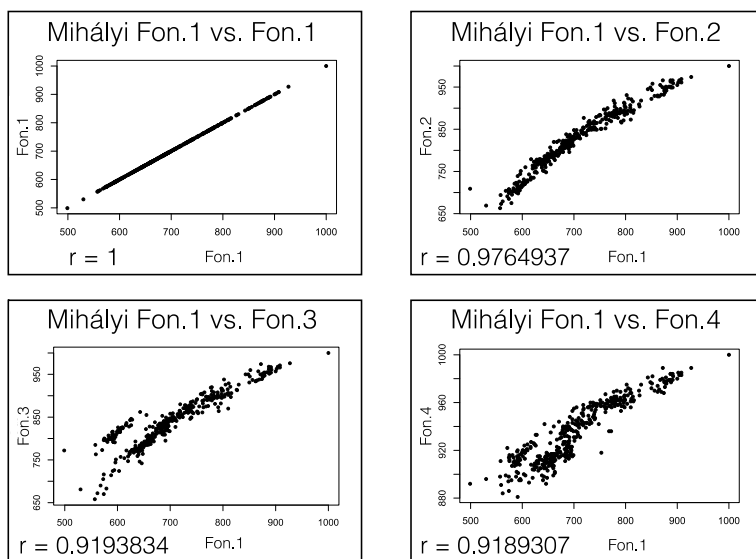 Mihályi Fon.1 vs. Fon.1
Fon.1
500 600 700 800 900 1000
500 600 700 800 900 1000
r = 1
Fon.1
Mihályi Fon.1 vs. Fon.2
Fon.2
650 750 850 950
500 600 700 800 900 1000
r = 0.9764937
Fon.1
Mihályi Fon.1 vs. Fon.3
Fon.3
650 750 850 950
500 600 700 800 900 1000
r = 0.9193834
Fon.1
Mihályi Fon.1 vs. Fon.4
Fon.4
880 920 960 1000
500 600 700 800 900 1000
r = 0.9189307
Fon.1